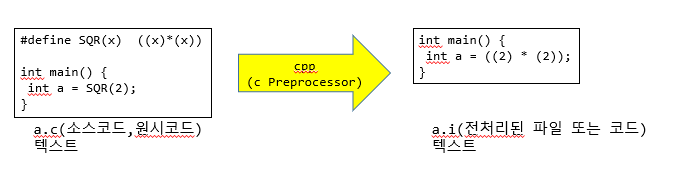 #define SQR(x)  ((x)*(x))
int main() {
 int a = SQR(2);
}
a.c(소스코드,원시코드)
텍스트
cpp
(c Preprocessor)
int main() {
 int a = ((2) * (2));
}
a.i(전처리된 파일 또는 코드)
텍스트